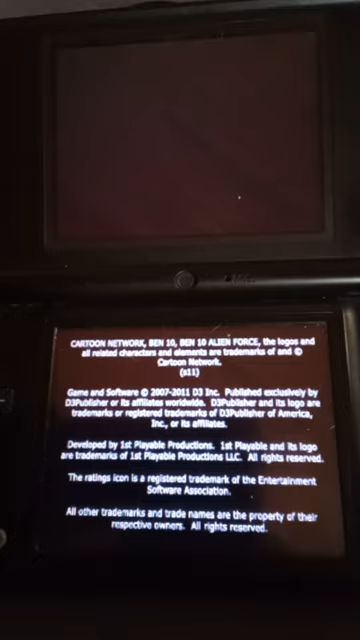 CARTOON NETWORK, BEN 10, BEN 10 ALIEN FORCE, the logos and
all related characters and elements are trademarks of and ©
Cartoon Network.
(s11)
Game and Software © 2007-2011 D3 Inc. Published exclusively by
D3Publisher or its affiliates worldwide. D3Publisher and its logo are
trademarks or registered trademarks of D3Publisher of America,
Inc., or its affiliates.
Developed by 1st Playable Productions. 1st Playable and its logo
are trademarks of 1st Playable Productions LLC. All rights reserved.
The ratings icon is a registered trademark of the Entertainment
Software Association.
All other trademarks and trade names are the property of their
respective owners. All rights reserved.